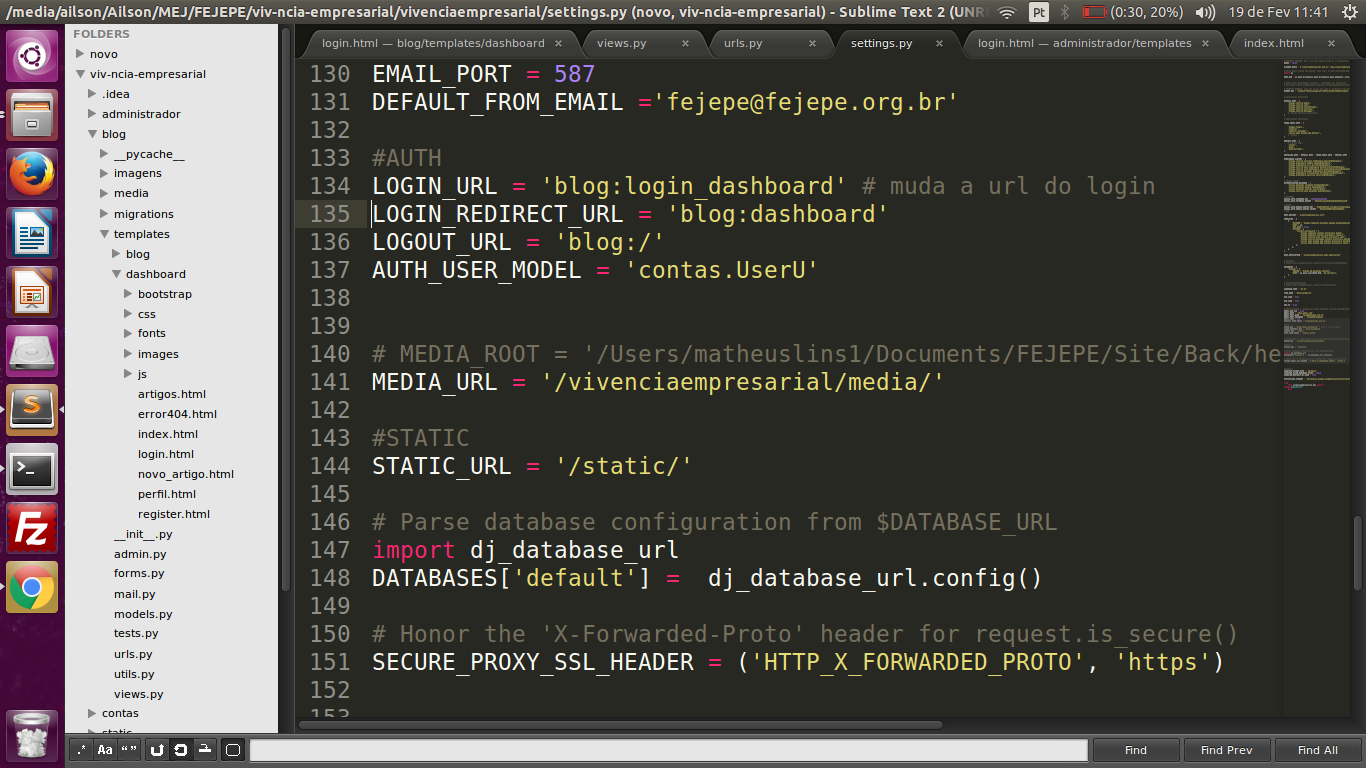 /media/ailson/Ailson/MEJ/FEJEPE/viv-ncia-empresarial/vivenciaempresarial/settings.py (novo, viv-ncia-empresarial) - Sublime Text 2 (UNR
Pt
(0:30, 20%)
19 de Fev 11:41
FOLDERS
novo
viv-ncia-empresarial
.idea
administrador
blog
__pycache__
imagens
media
migrations
templates
blog
dashboard
bootstrap
css
fonts
images
js
artigos.html
error404.html
index.html
login.html
novo_artigo.html
perfil.html
register.html
__init__.py
admin.py
forms.py
mail.py
models.py
tests.py
urls.py
utils.py
views.py
contas
static
login.html — blog/templates/dashboard ×
views.py ×
urls.py ×
settings.py ×
login.html — administrador/templates ×
index.html ×
130 EMAIL_PORT = 587
131 DEFAULT_FROM_EMAIL ='fejepe@fejepe.org.br'
132
133 #AUTH
134 LOGIN_URL = 'blog:login_dashboard' # muda a url do login
135 LOGIN_REDIRECT_URL = 'blog:dashboard'
136 LOGOUT_URL = 'blog:/'
137 AUTH_USER_MODEL = 'contas.UserU'
138
139
140 # MEDIA_ROOT = '/Users/matheuslins1/Documents/FEJEPE/Site/Back/he
141 MEDIA_URL = '/vivenciaempresarial/media/'
142
143 #STATIC
144 STATIC_URL = '/static/'
145
146 # Parse database configuration from $DATABASE_URL
147 import dj_database_url
148 DATABASES['default'] =  dj_database_url.config()
149
150 # Honor the 'X-Forwarded-Proto' header for request.is_secure()
151 SECURE_PROXY_SSL_HEADER = ('HTTP_X_FORWARDED_PROTO', 'https')
152
153
.* Aa “”
Find
Find Prev
Find All